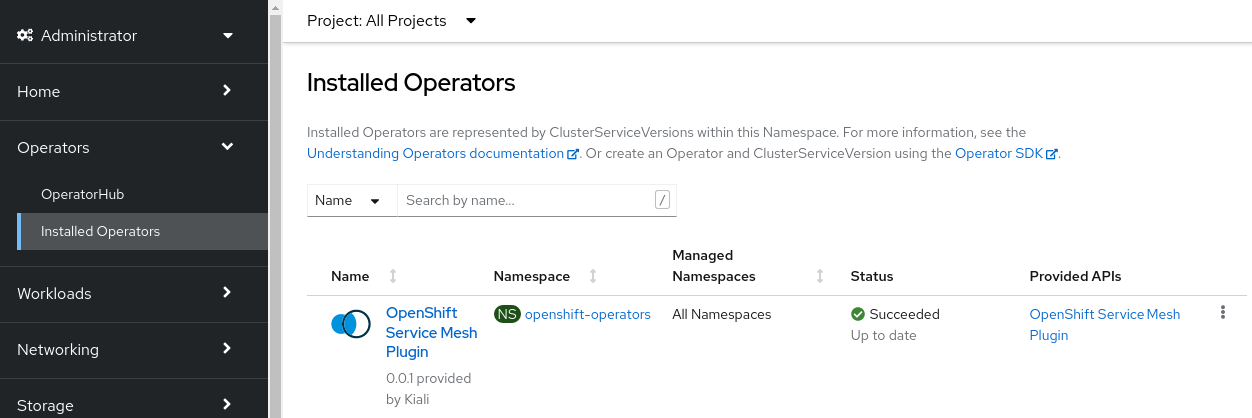 Administrator
Home
Operators
OperatorHub
Installed Operators
Workloads
Networking
Storage
Project: All Projects
Installed Operators
Installed Operators are represented by ClusterServiceVersions within this Namespace. For more information, see the
Understanding Operators documentation. Or create an Operator and ClusterServiceVersion using the Operator SDK.
Name Search by name... /
Name Namespace Managed Namespaces Status Provided APIs
OpenShift
Service Mesh
Plugin
0.0.1 provided
by Kiali
NS openshift-operators
All Namespaces
Succeeded
Up to date
OpenShift Service Mesh
Plugin